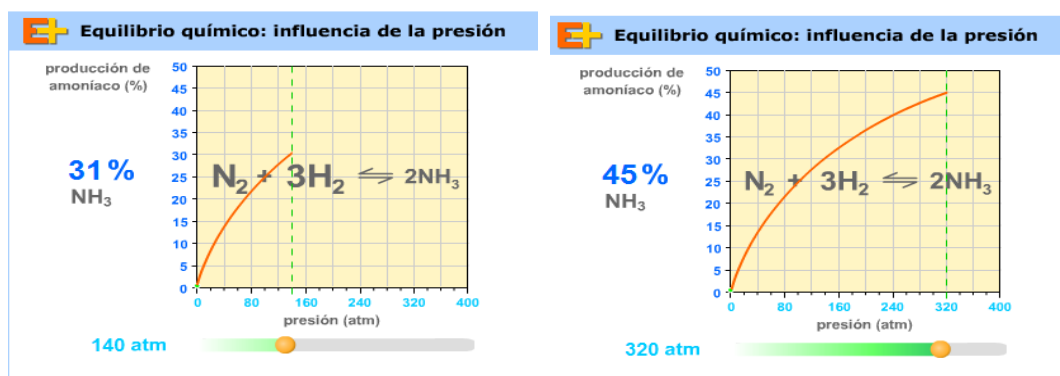 E+ Equilibrio químico: influencia de la presión
producción de
amoníaco (%)
50
45
40
35
30
25
20
15
10
5
0
31%
NH₃
N₂ + 3H₂ ⇌ 2NH₃
0 80 160 240 320 400
presión (atm)
140 atm
E+ Equilibrio químico: influencia de la presión
producción de
amoníaco (%)
50
45
40
35
30
25
20
15
10
5
0
45%
NH₃
N₂ + 3H₂ ⇌ 2NH₃
0 80 160 240 320 400
presión (atm)
320 atm